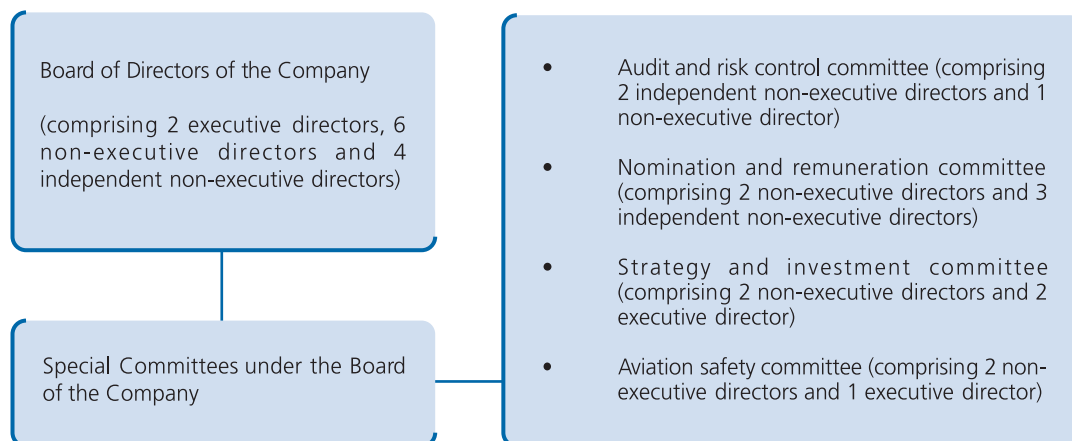 Board of Directors of the Company
(comprising 2 executive directors, 6
non-executive directors and 4
independent non-executive directors)
Special Committees under the Board
of the Company
• Audit and risk control committee (comprising
2 independent non-executive directors and 1
non-executive director)
• Nomination and remuneration committee
(comprising 2 non-executive directors and 3
independent non-executive directors)
• Strategy and investment committee
(comprising 2 non-executive directors and 2
executive director)
• Aviation safety committee (comprising 2 non-
executive directors and 1 executive director)